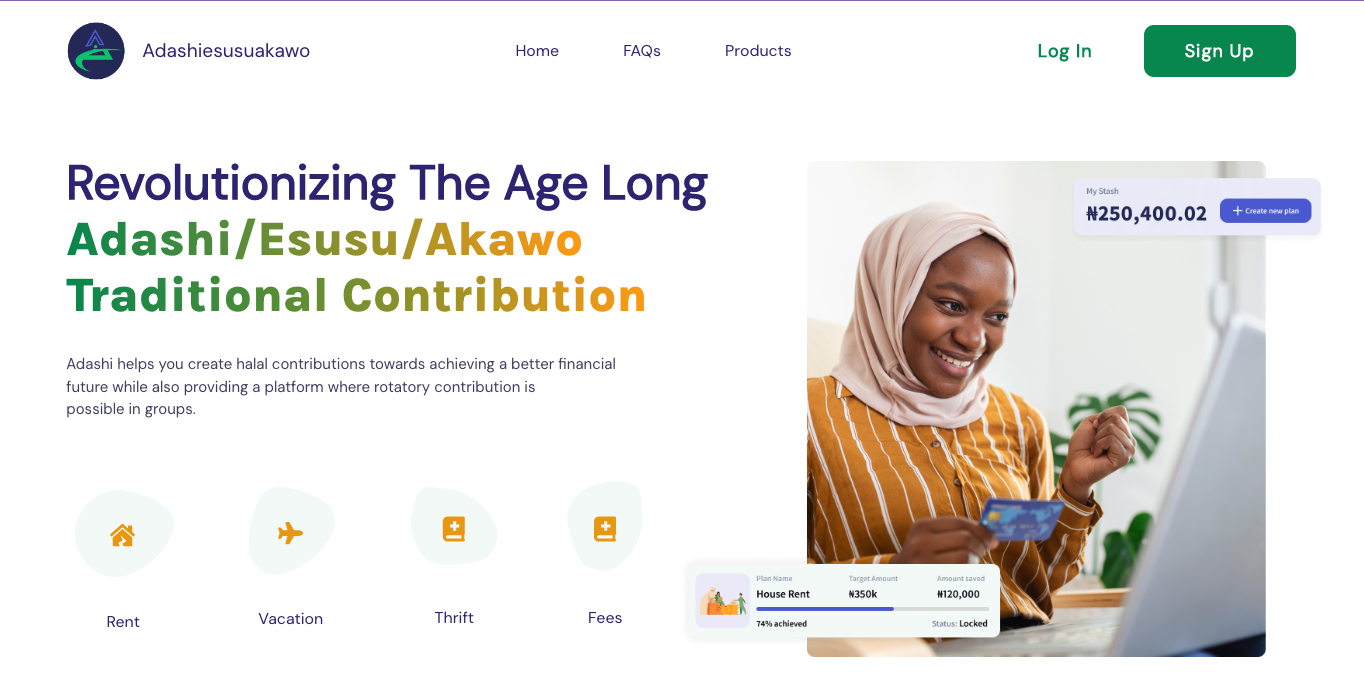 Adashiesusuakawo
Home
FAQs
Products
Log In
Sign Up
Revolutionizing The Age Long
Adashi/Esusu/Akawo
Traditional Contribution
Adashi helps you create halal contributions towards achieving a better financial
future while also providing a platform where rotatory contribution is
possible in groups.
Rent
Vacation
Thrift
Fees
My Stash
₦250,400.02
+ Create new plan
Plan Name
Target Amount
Amount saved
House Rent
₦350k
₦120,000
74% achieved
Status: Locked